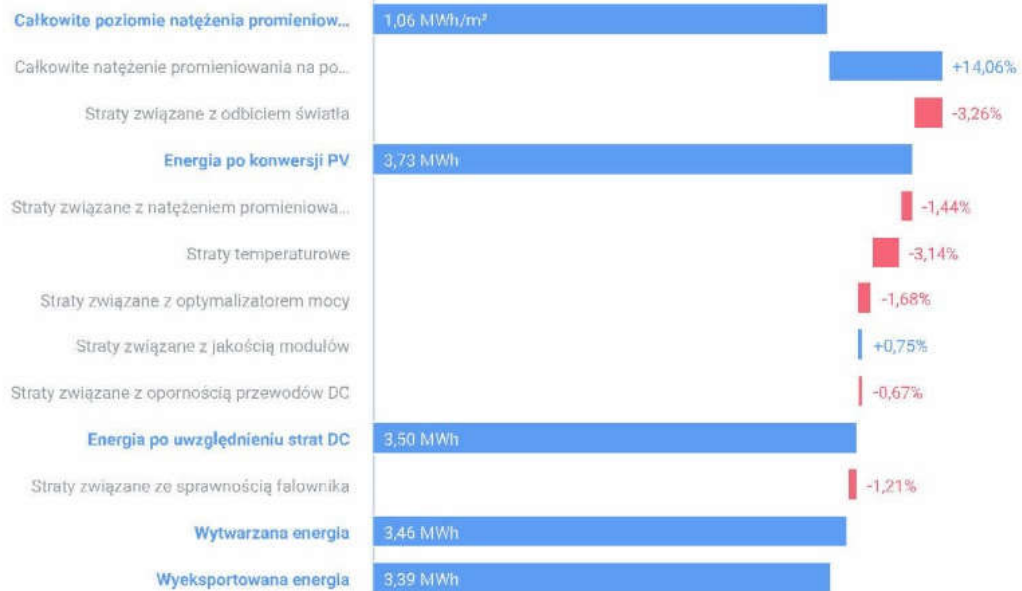 Całkowite poziomie natężenia promieniow... 1,06 MWh/m²
Całkowite natężenie promieniowania na po... +14,06%
Straty związane z odbiciem światła -3,26%
Energia po konwersji PV 3,73 MWh
Straty związane z natężeniem promieniowa... -1,44%
Straty temperaturowe -3,14%
Straty związane z optymalizatorem mocy -1,68%
Straty związane z jakością modułów +0,75%
Straty związane z opornością przewodów DC -0,67%
Energia po uwzględnieniu strat DC 3,50 MWh
Straty związane ze sprawnością falownika -1,21%
Wytwarzana energia 3,46 MWh
Wyeksportowana energia 3,39 MWh